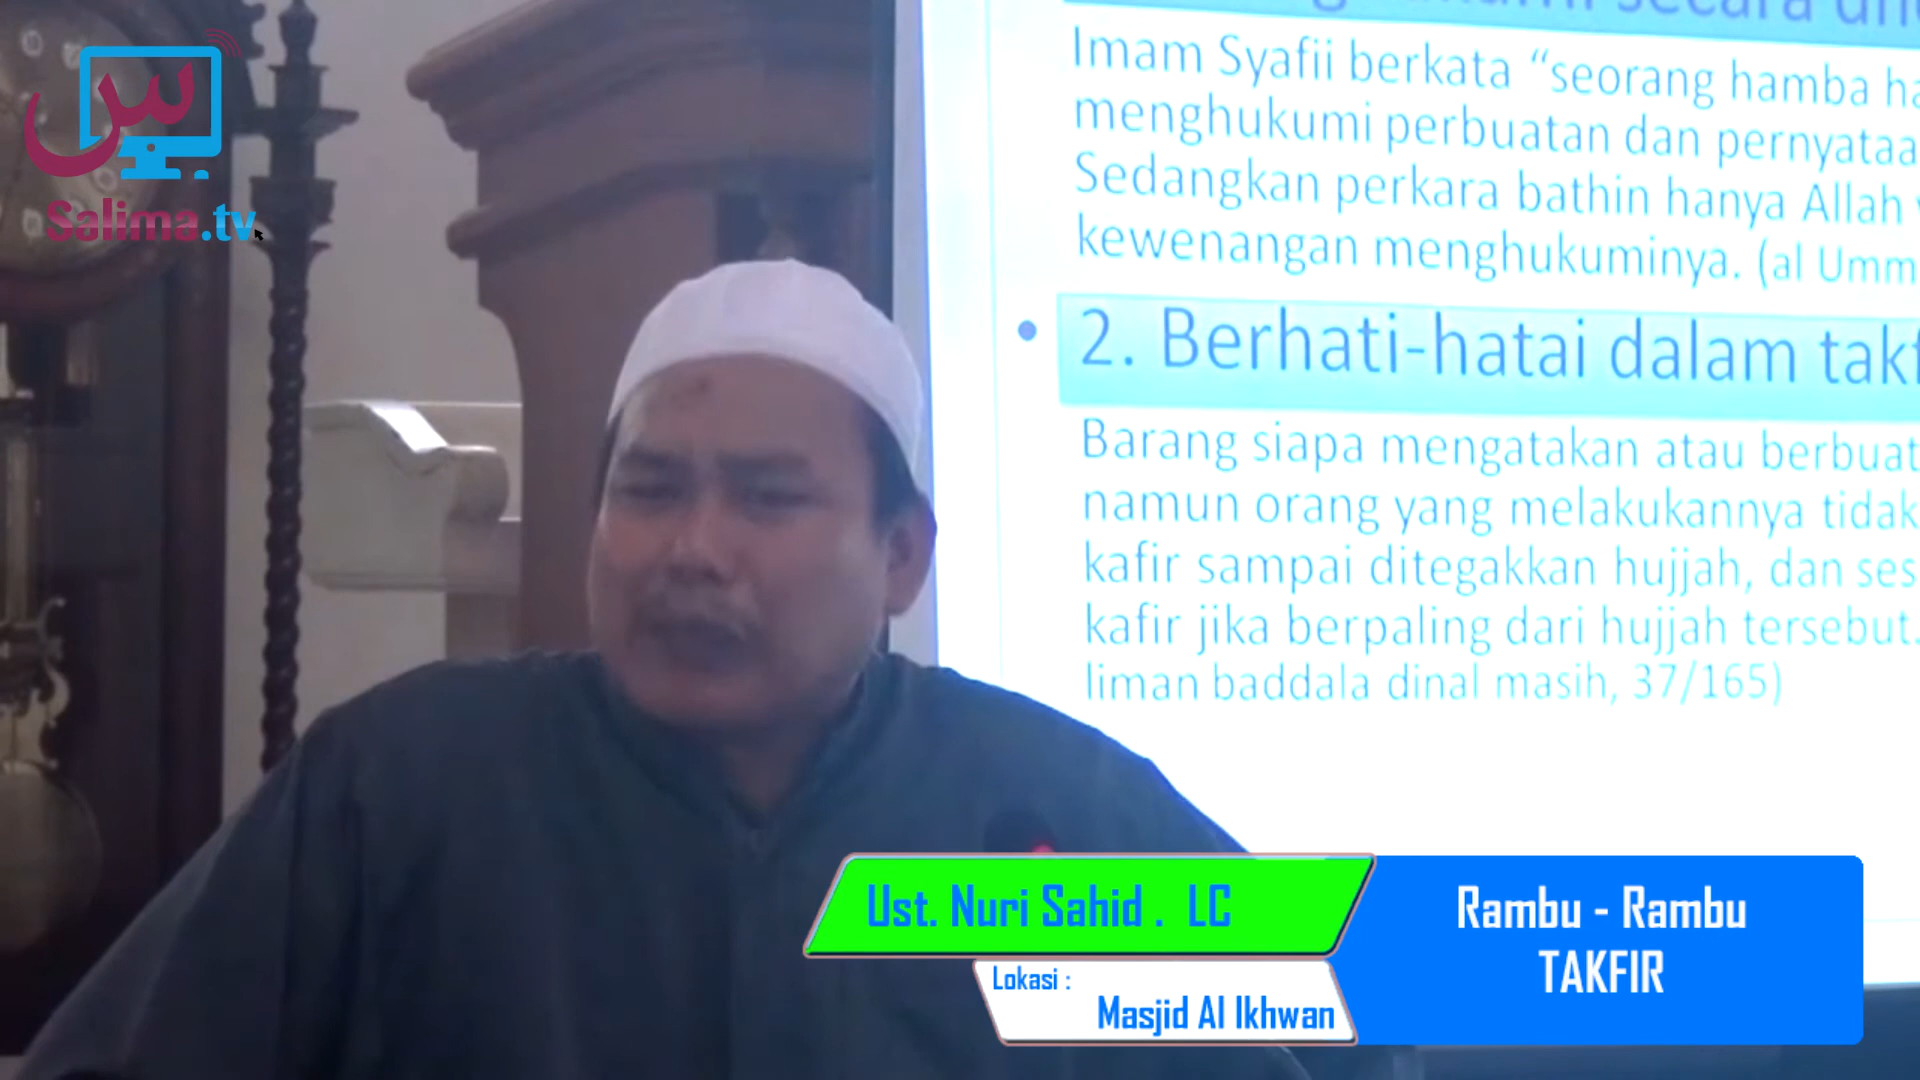 س
Salima.tv
secara
Imam Syafii berkata “seorang hamba
menghukumi perbuatan dan
Sedangkan perkara bathin hanya Allah
kewenangan menghukuminya. (al Umm
• 2. Berhati-hatai dalam
Barang siapa mengatakan atau berbuat
namun orang yang melakukannya tidak
kafir sampai ditegakkan hujjah, dan
kafir jika berpaling dari hujjah tersebut.
liman baddala dinal masih, 37/165)
Ust. Nuri Sahid . LC
Rambu - Rambu
TAKFIR
Lokasi :
Masjid Al Ikhwan